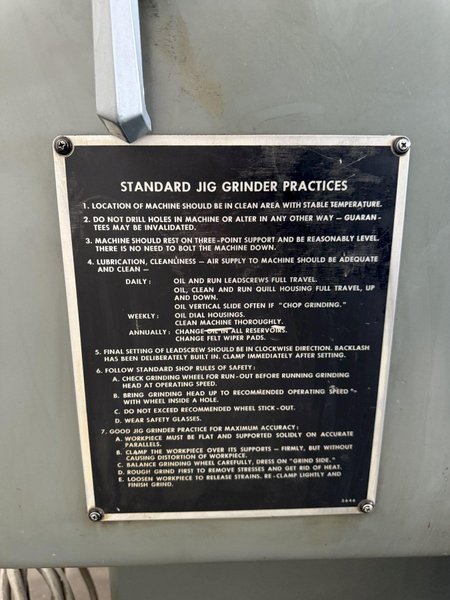 STANDARD JIG GRINDER PRACTICES
1. LOCATION OF MACHINE SHOULD BE IN CLEAN AREA WITH STABLE TEMPERATURE.
2. DO NOT DRILL HOLES IN MACHINE OR ALTER IN ANY OTHER WAY — GUARAN-
TEES MAY BE INVALIDATED.
3. MACHINE SHOULD REST ON THREE-POINT SUPPORT AND BE REASONABLY LEVEL.
THERE IS NO NEED TO BOLT THE MACHINE DOWN.
4. LUBRICATION, CLEANLINESS — AIR SUPPLY TO MACHINE SHOULD BE ADEQUATE
AND CLEAN —
DAILY: OIL AND RUN LEADSCREWS FULL TRAVEL.
OIL, CLEAN AND RUN QUILL HOUSING FULL TRAVEL, UP
AND DOWN.
OIL VERTICAL SLIDE OFTEN IF "CHOP GRINDING."
WEEKLY: OIL DIAL HOUSINGS.
CLEAN MACHINE THOROUGHLY.
ANNUALLY: CHANGE OIL IN ALL RESERVOIRS.
CHANGE FELT WIPER PADS.
5. FINAL SETTING OF LEADSCREW SHOULD BE IN CLOCKWISE DIRECTION. BACKLASH
HAS BEEN DELIBERATELY BUILT IN. CLAMP IMMEDIATELY AFTER SETTING.
6. FOLLOW STANDARD SHOP RULES OF SAFETY:
A. CHECK GRINDING WHEEL FOR RUN-OUT BEFORE RUNNING GRINDING
HEAD AT OPERATING SPEED.
B. BRING GRINDING HEAD UP TO RECOMMENDED OPERATING SPEED
WITH WHEEL INSIDE A HOLE.
C. DO NOT EXCEED RECOMMENDED WHEEL STICK-OUT.
D. WEAR SAFETY GLASSES.
7. GOOD JIG GRINDER PRACTICE FOR MAXIMUM ACCURACY:
A. WORKPIECE MUST BE FLAT AND SUPPORTED SOLIDLY ON ACCURATE
PARALLELS.
B. CLAMP THE WORKPIECE OVER ITS SUPPORTS — FIRMLY, BUT WITHOUT
CAUSING DISTORTION OF WORKPIECE.
C. BALANCE GRINDING WHEEL CAREFULLY, DRESS ON "GRIND SIDE."
D. ROUGH GRIND FIRST TO REMOVE STRESSES AND GET RID OF HEAT.
E. LOOSEN WORKPIECE TO RELEASE STRAINS. RE-CLAMP LIGHTLY AND
FINISH GRIND.